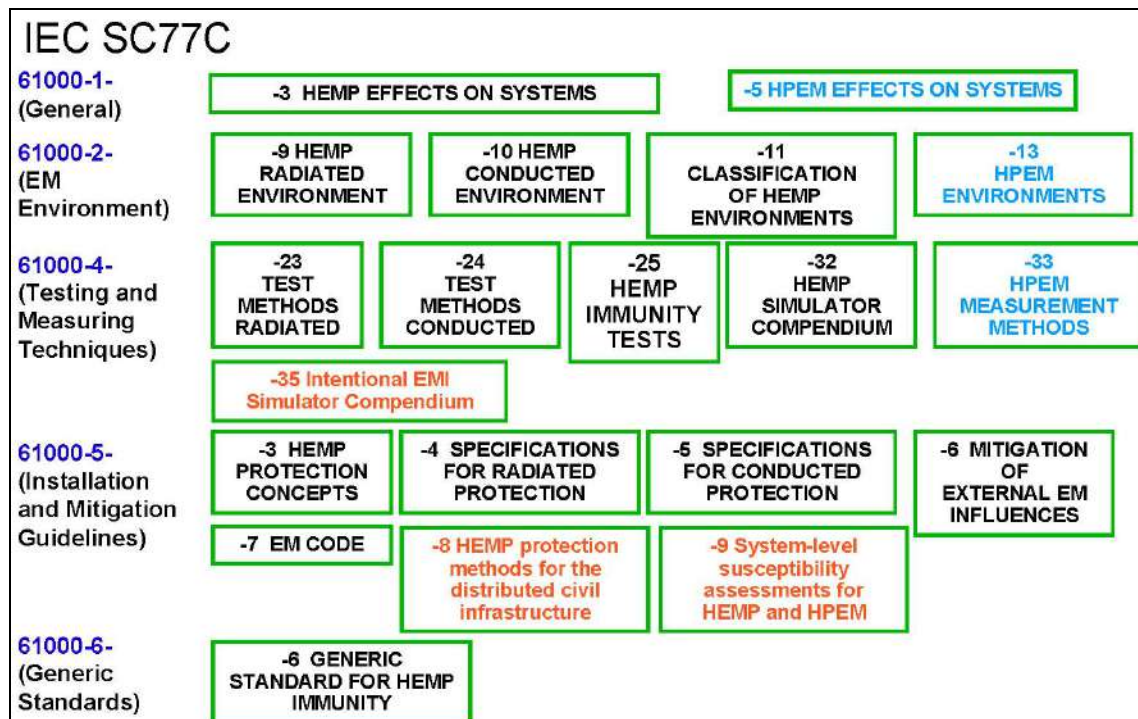 IEC SC77C
61000-1-
(General)
-3 HEMP EFFECTS ON SYSTEMS
-5 HPEM EFFECTS ON SYSTEMS
61000-2-
(EM
Environment)
-9 HEMP
RADIATED
ENVIRONMENT
-10 HEMP
CONDUCTED
ENVIRONMENT
-11
CLASSIFICATION
OF HEMP
ENVIRONMENTS
-13
HPEM
ENVIRONMENTS
61000-4-
(Testing and
Measuring
Techniques)
-23
TEST
METHODS
RADIATED
-24
TEST
METHODS
CONDUCTED
-25
HEMP
IMMUNITY
TESTS
-32
HEMP
SIMULATOR
COMPENDIUM
-33
HPEM
MEASUREMENT
METHODS
-35 Intentional EMI
Simulator Compendium
61000-5-
(Installation
and Mitigation
Guidelines)
-3 HEMP
PROTECTION
CONCEPTS
-4 SPECIFICATIONS
FOR RADIATED
PROTECTION
-5 SPECIFICATIONS
FOR CONDUCTED
PROTECTION
-6 MITIGATION
OF
EXTERNAL EM
INFLUENCES
-7 EM CODE
-8 HEMP protection
methods for the
distributed civil
infrastructure
-9 System-level
susceptibility
assessments for
HEMP and HPEM
61000-6-
(Generic
Standards)
-6 GENERIC
STANDARD FOR HEMP
IMMUNITY